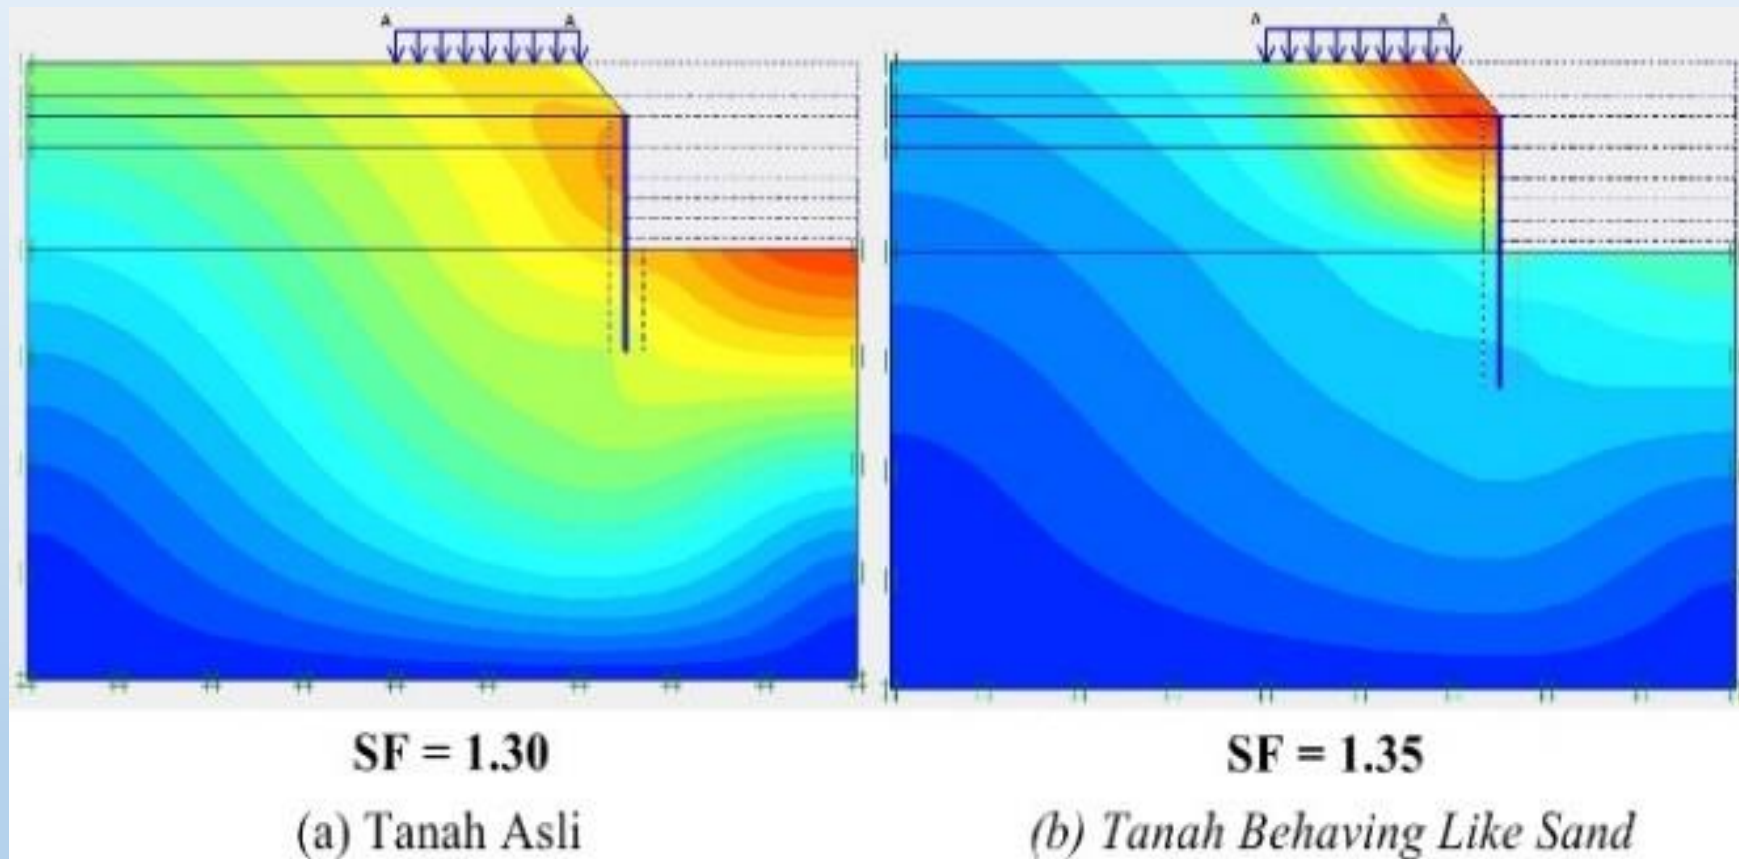 A A
A A
SF = 1.30
SF = 1.35
(a) Tanah Asli
(b) Tanah Behaving Like Sand